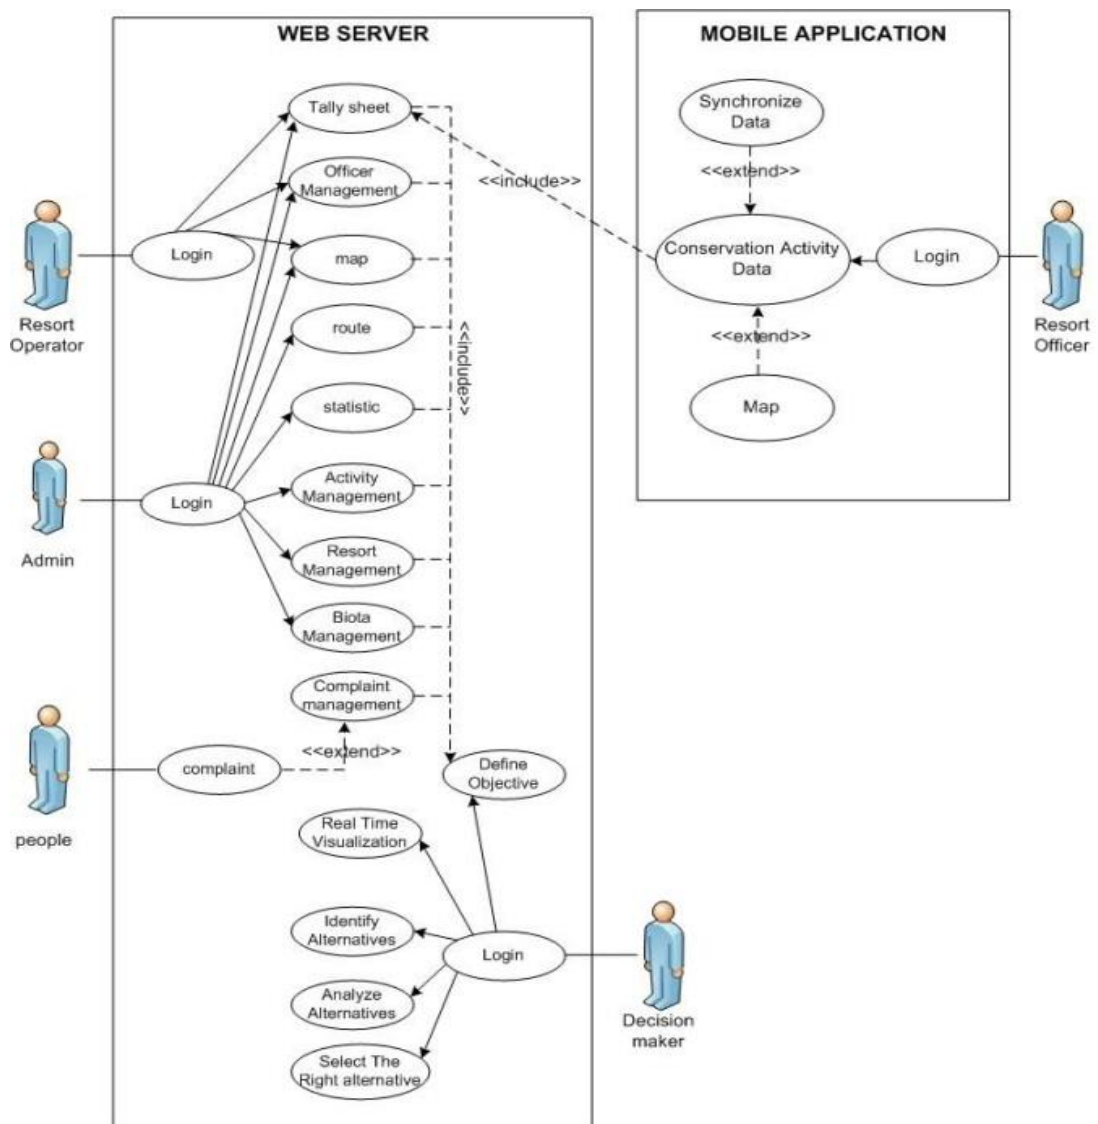 WEB SERVER
Tally sheet
Officer
Management
map
route
statistic
Activity
Management
Resort
Management
Biota
Management
Complaint
management
Define
Objective
Real Time
Visualization
Identify
Alternatives
Analyze
Alternatives
Select The
Right alternative
Login
Login
complaint
Login
<<extend>>
<<include>>
<<include>>
Resort
Operator
Admin
people
Decision
maker
MOBILE APPLICATION
Synchronize
Data
<<extend>>
Conservation Activity
Data
Login
<<extend>>
Map
Resort
Officer